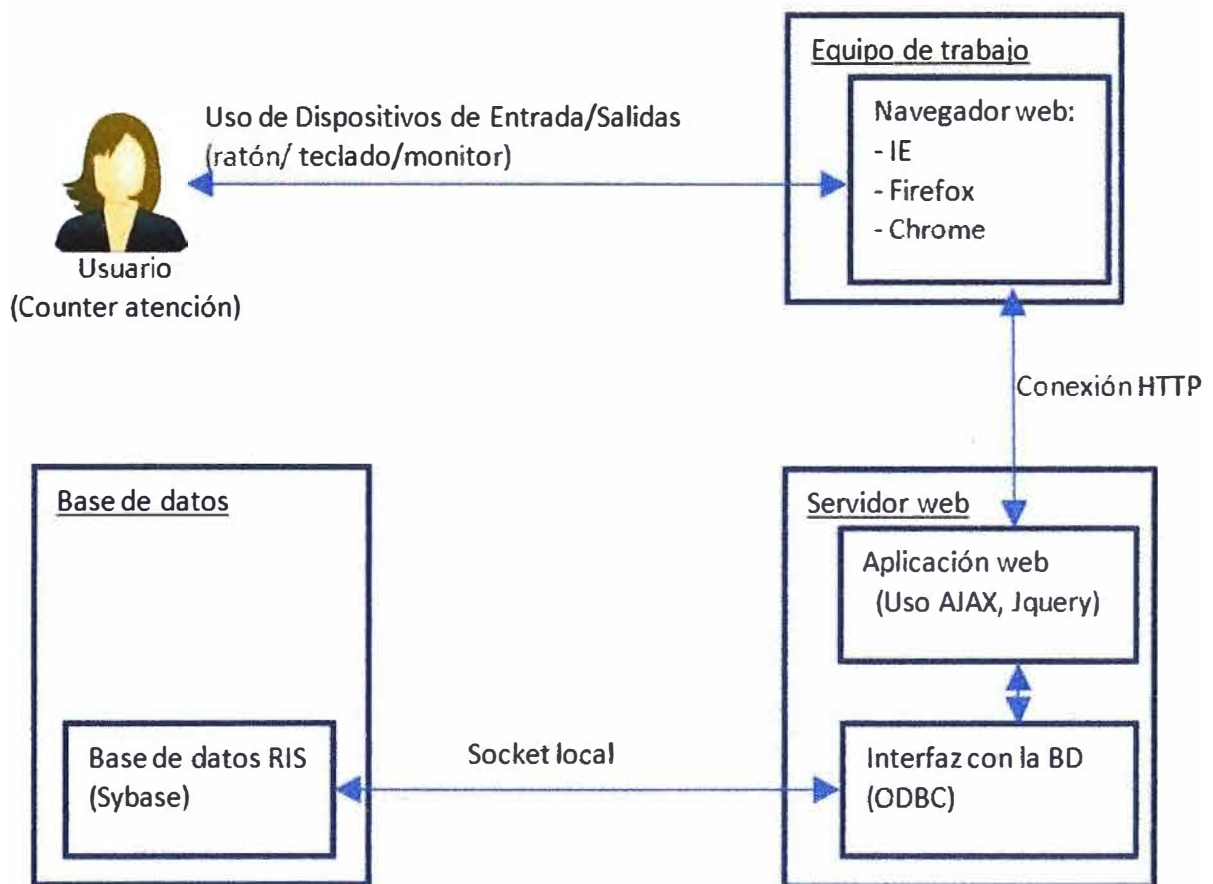 Equipo de trabajo
Navegador web:
- IE
- Firefox
- Chrome
Uso de Dispositivos de Entrada/Salidas
(ratón/ teclado/monitor)
Usuario
(Counter atención)
Conexión HTTP
Base de datos
Servidor web
Aplicación web
(Uso AJAX, Jquery)
Base de datos RIS
(Sybase)
Socket local
Interfaz con la BD
(ODBC)